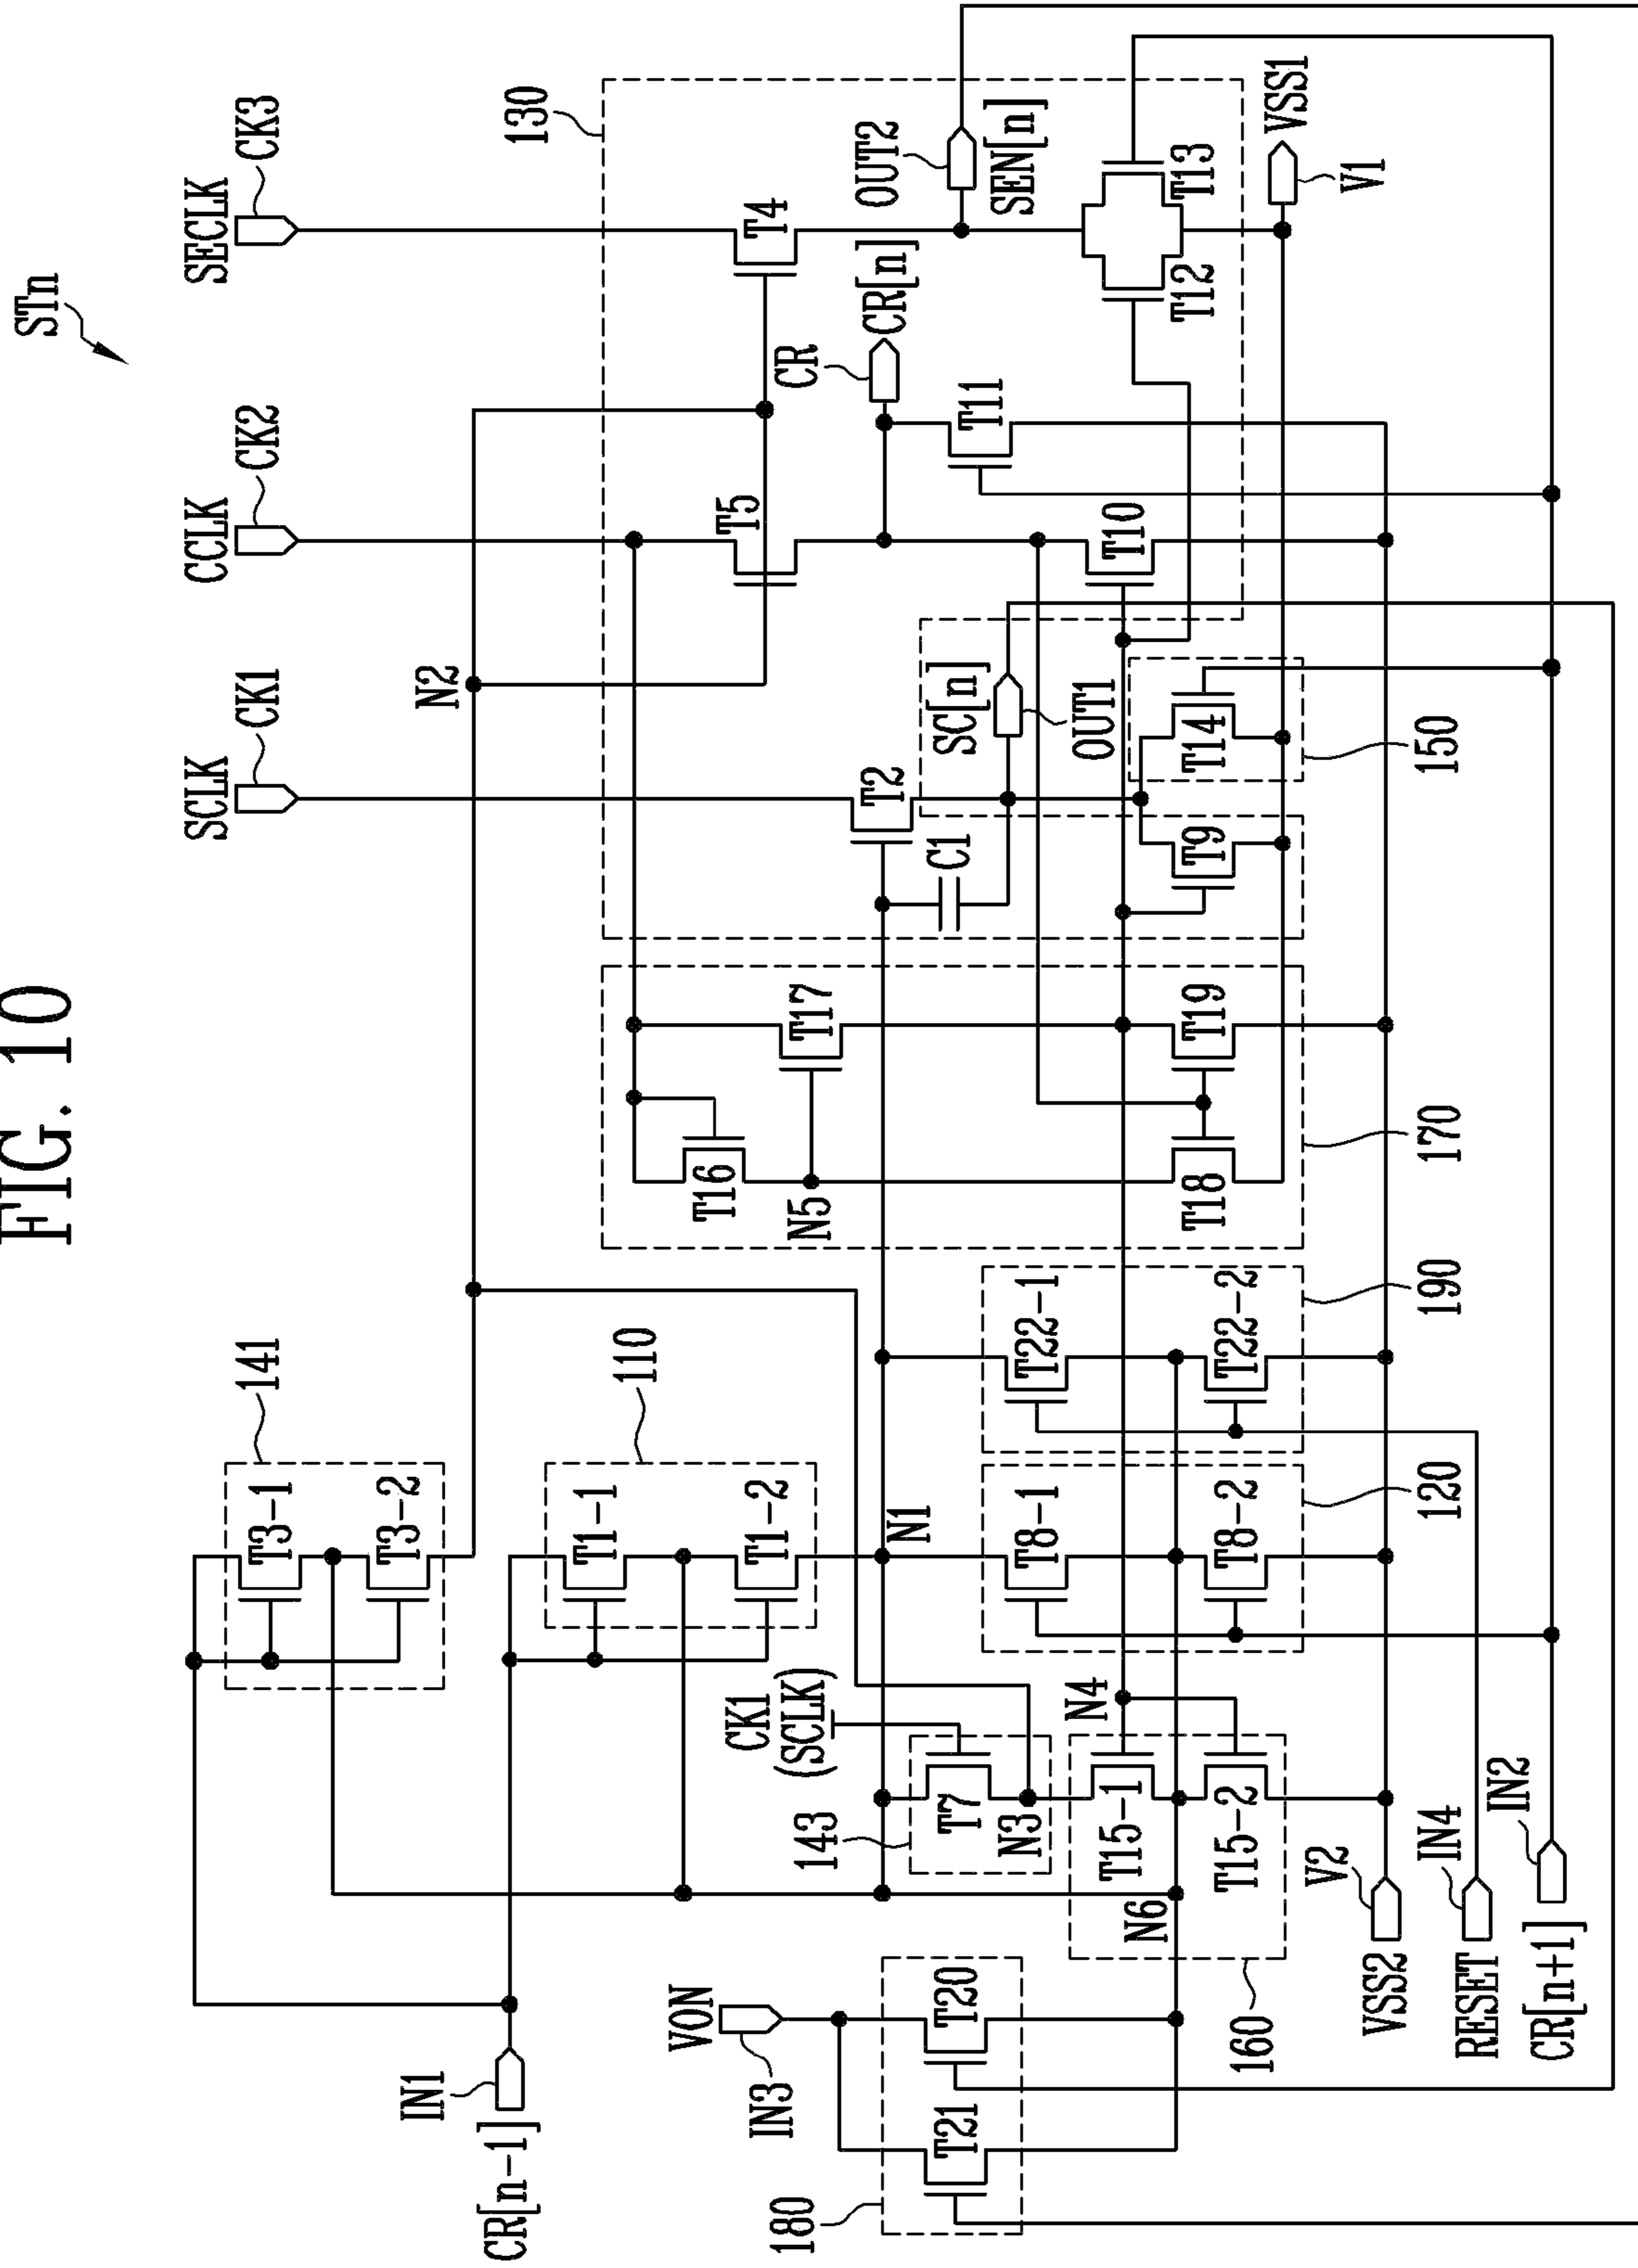 FIG. 10
STn
SCLK
CK1
CCLK
CK2
SECLK
CK3
141
T3-1
T3-2
N2
130
110
T1-1
T1-2
IN1
CR[n-1]
T5
T4
T16
T17
N5
T2
C1
SC[n]
OUT1
CR
CR[n]
OUT2
SEN[n]
VON
IN3
CK1
(SCLK)
180
T21
T20
143
T7
N3
N1
N4
N6
T15-1
T15-2
160
T8-1
T8-2
120
T22-1
T22-2
190
T18
T19
170
T9
T14
150
T10
T11
T12
T13
VSS1
V1
V2
VSS2
IN4
RESET
IN2
CR[n+1]